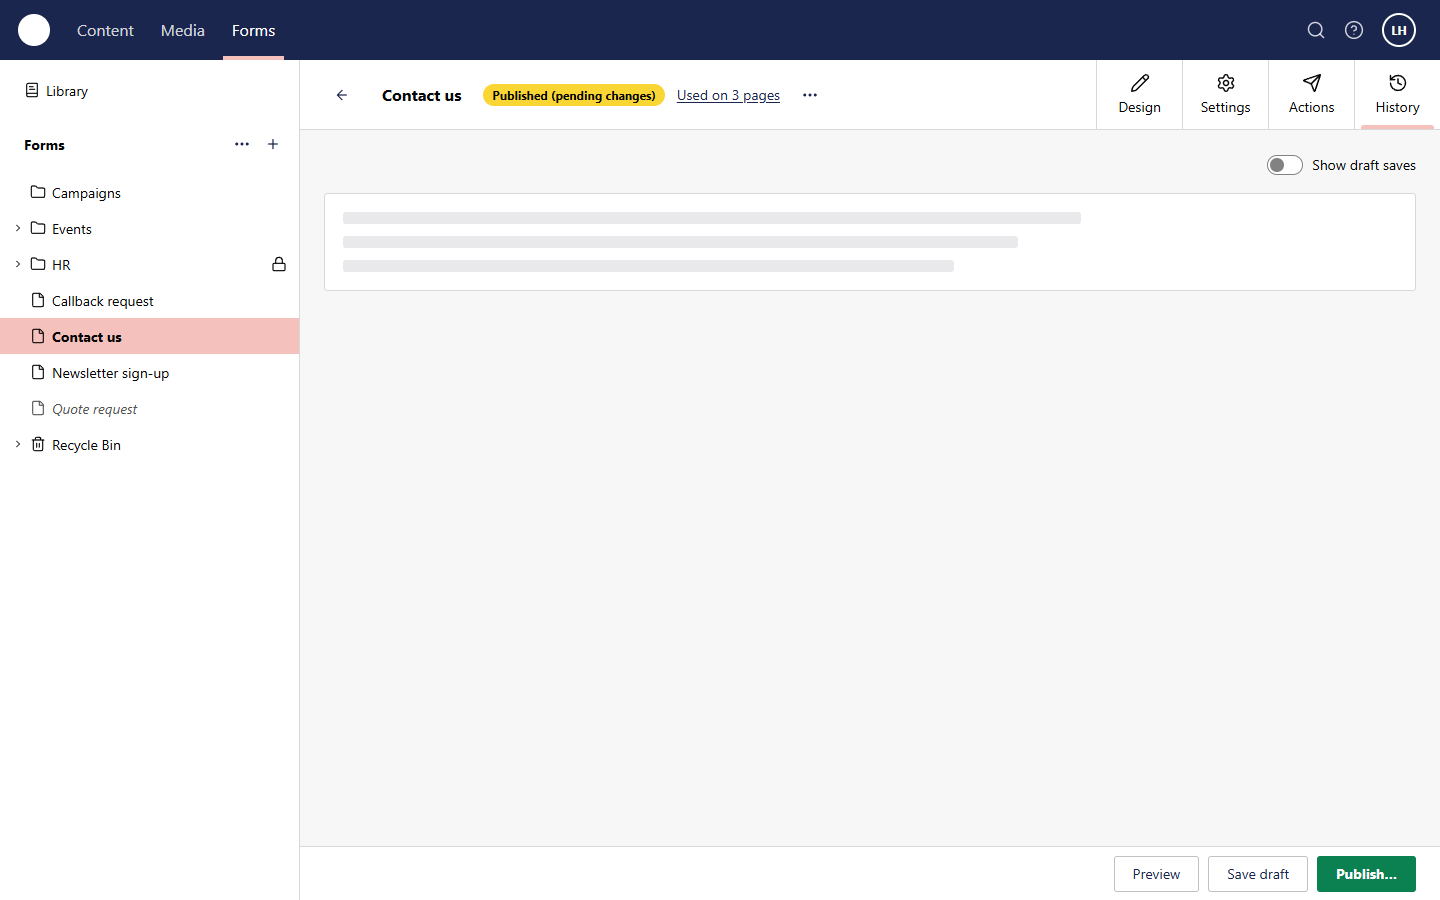 Content
Media
Forms
LH
Library
Forms
Campaigns
Events
HR
Callback request
Contact us
Newsletter sign-up
Quote request
Recycle Bin
Contact us
Published (pending changes)
Used on 3 pages
Design
Settings
Actions
History
Show draft saves
Preview
Save draft
Publish...